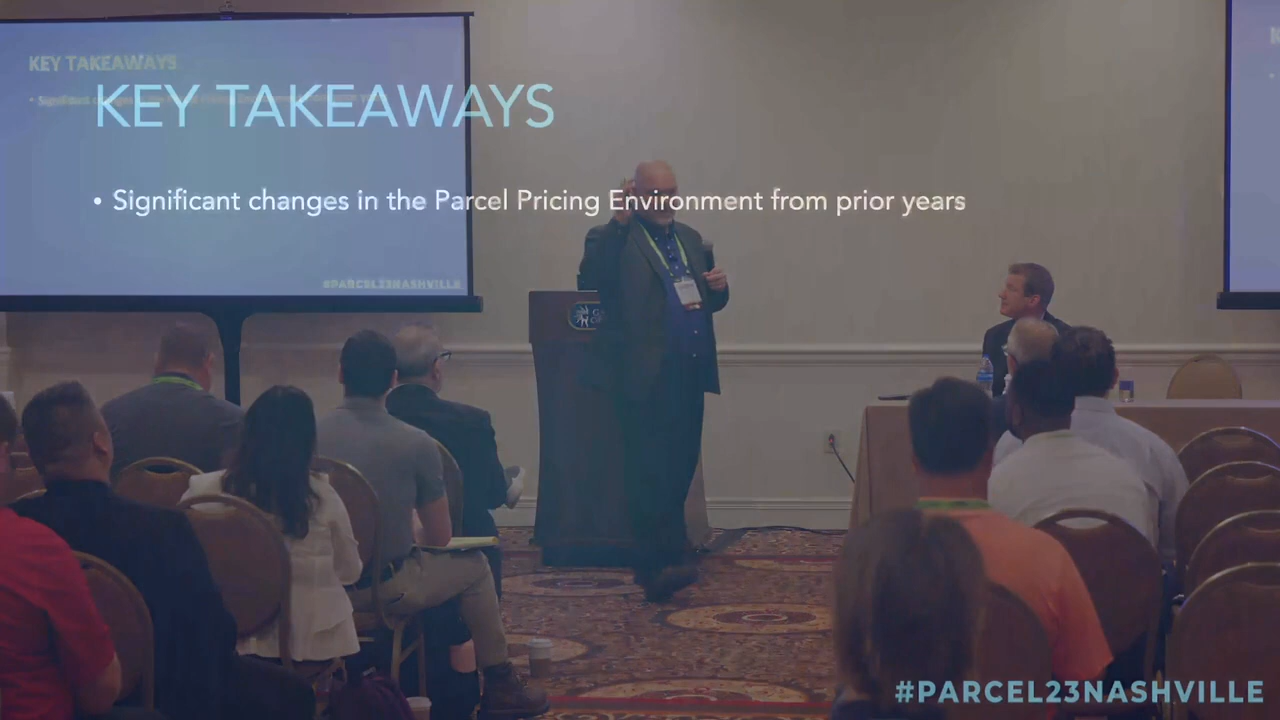 KEY TAKEAWAYS
KEY TAKEAWAYS
• Significant changes in the Parcel Pricing Environment from prior years
#PARCEL23NASHVILLE
#PARCEL23NASHVILLE